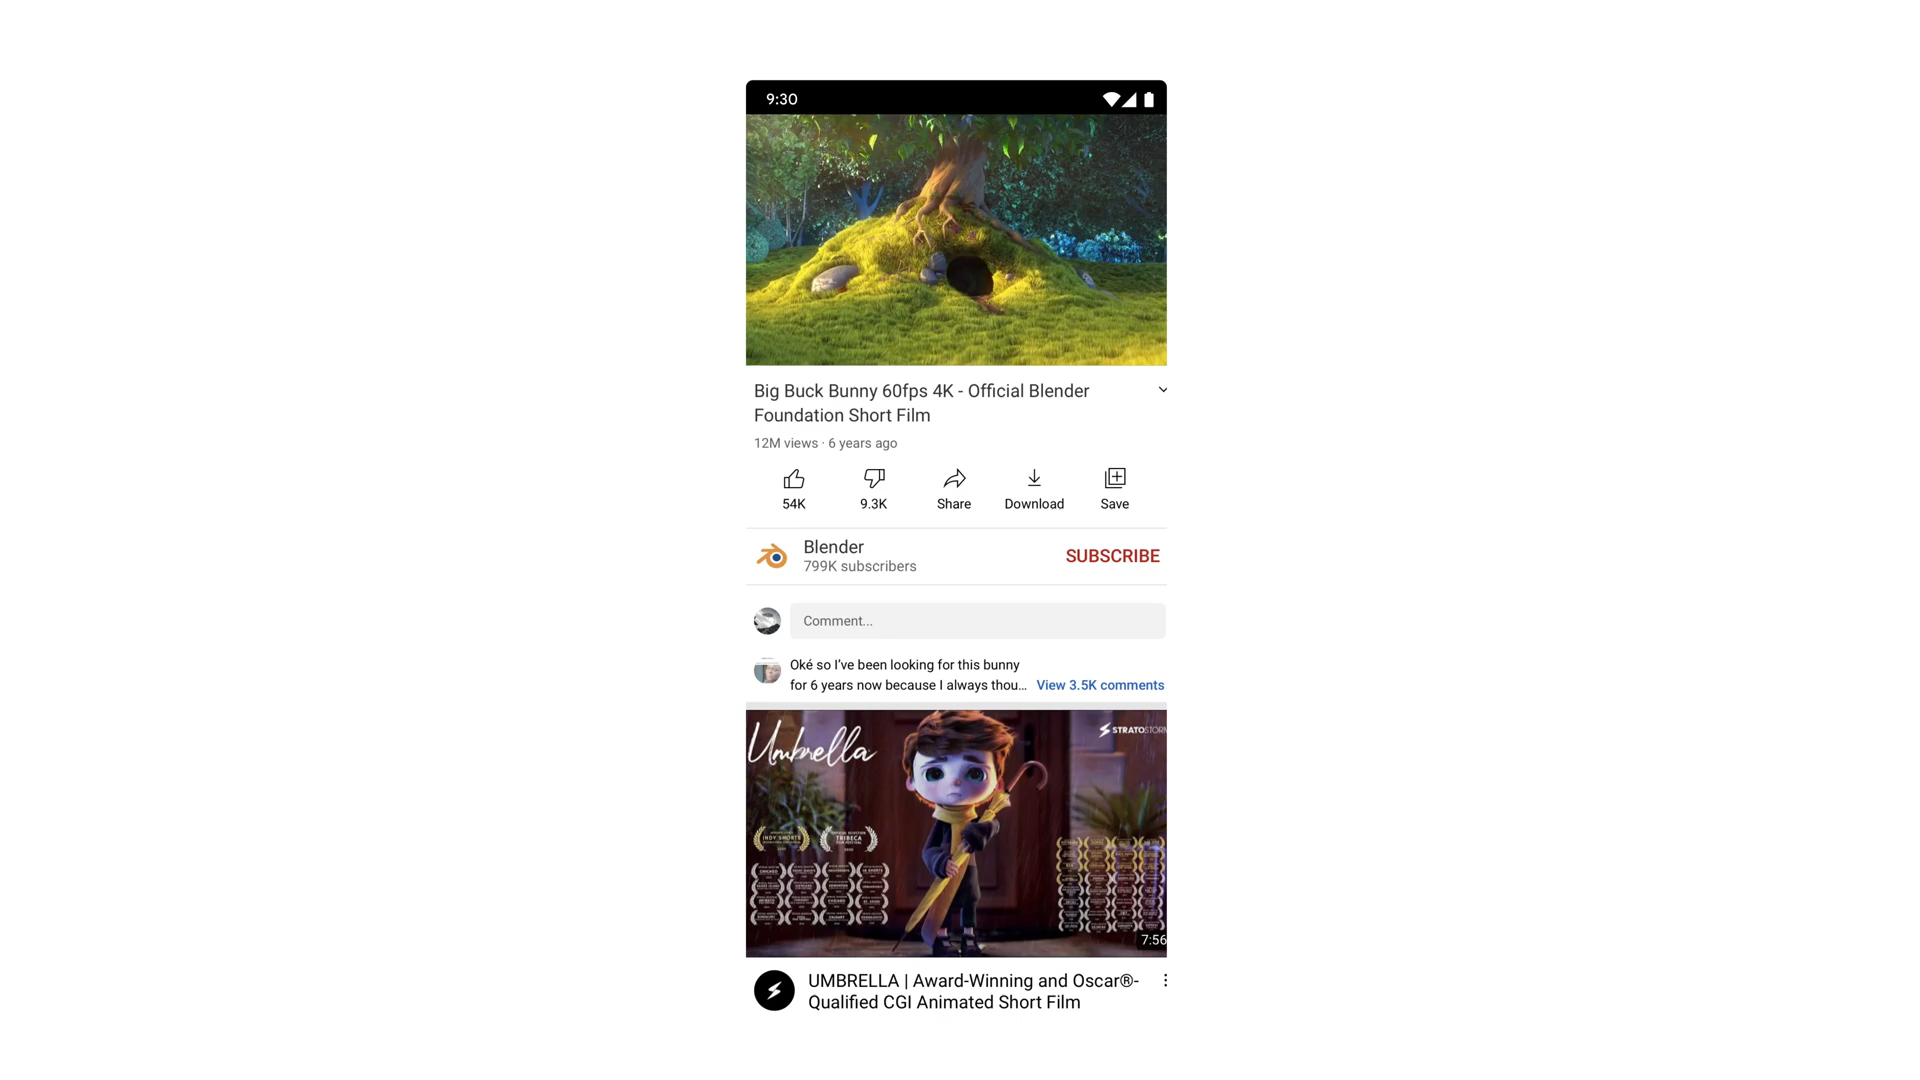 9:30
Big Buck Bunny 60fps 4K - Official Blender
Foundation Short Film
12M views · 6 years ago
54K
9.3K
Share
Download
Save
Blender
799K subscribers
SUBSCRIBE
Comment...
Oké so I've been looking for this bunny
for 6 years now because I always thou...
View 3.5K comments
Umbrella
STRATOSTORM
INDY SHORTS
TRIBECA
7:56
UMBRELLA | Award-Winning and Oscar®-
Qualified CGI Animated Short Film